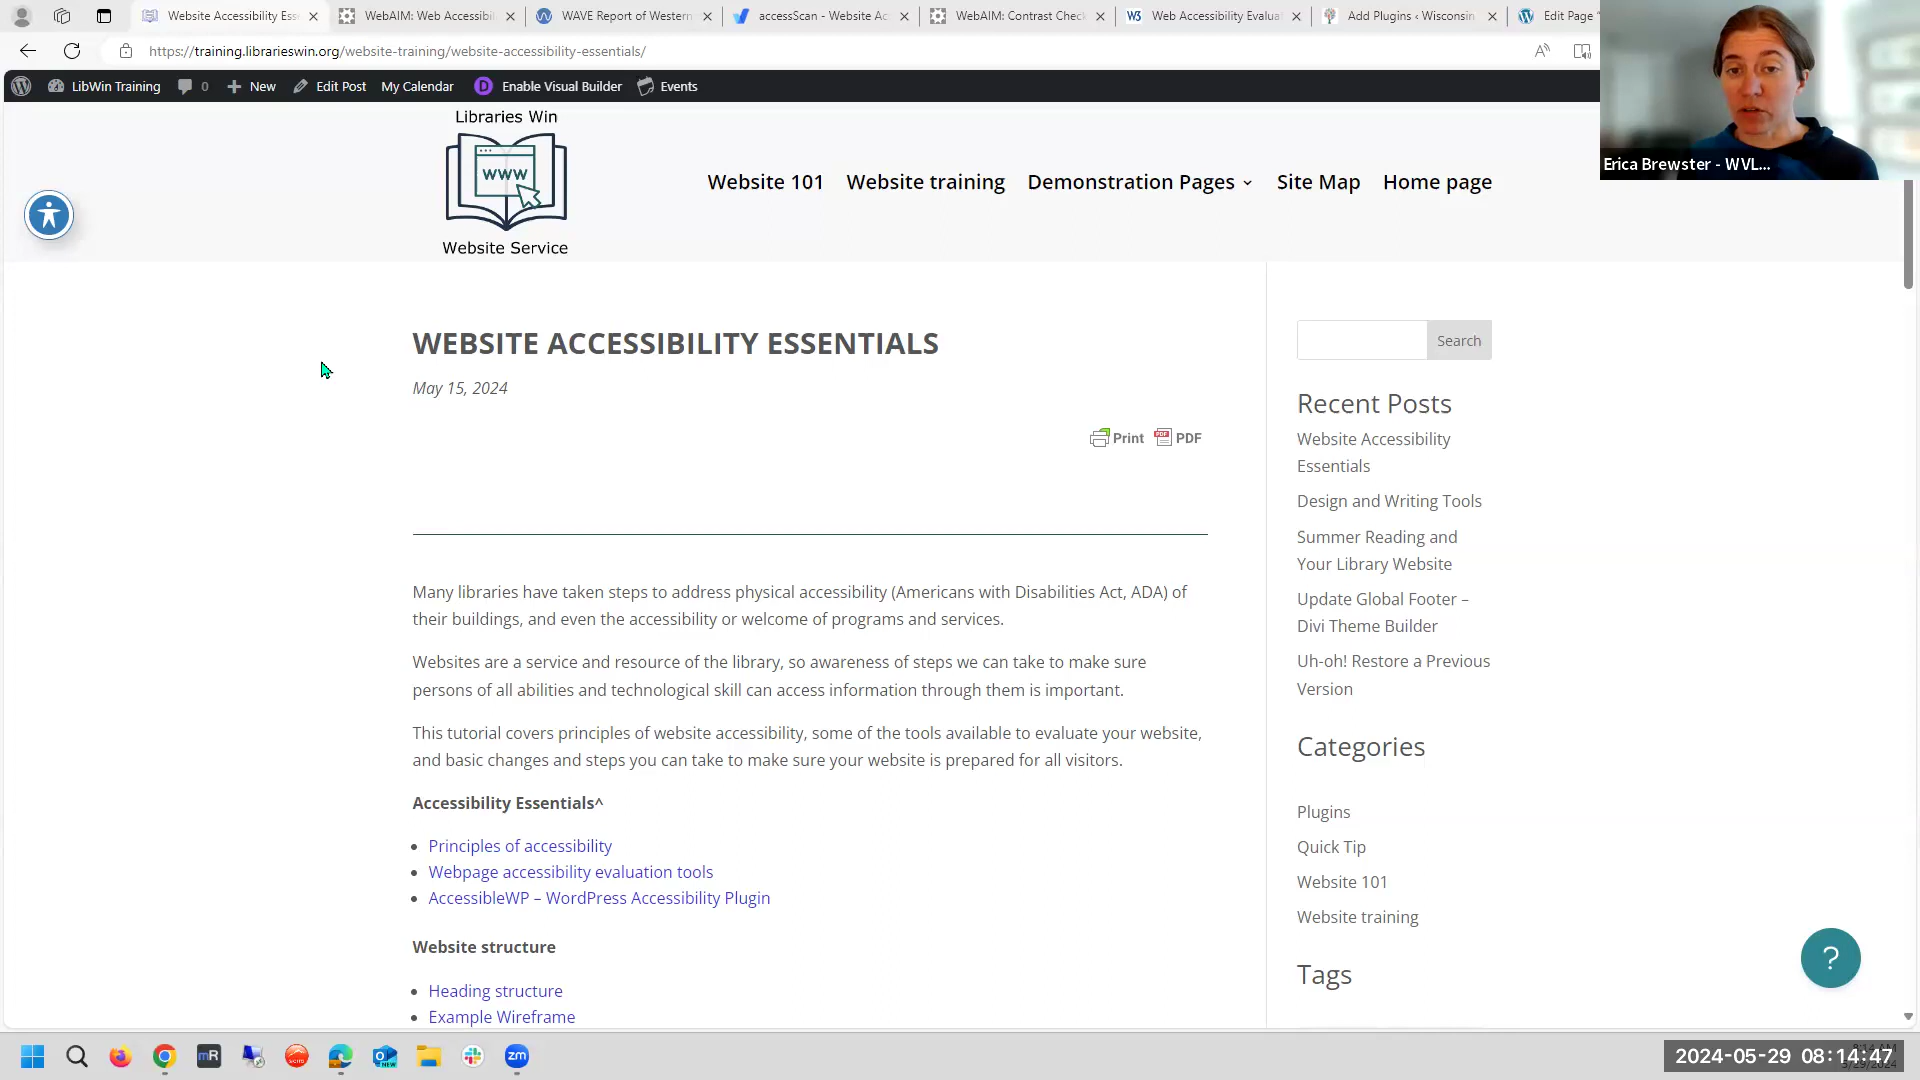 Website Accessibility Ess
WebAIM: Web Accessibil
WAVE Report of Western
accessScan - Website Ac
WebAIM: Contrast Check
Web Accessibility Evalua
Add Plugins ‹ Wisconsin
Edit Page "
https://training.librarieswin.org/website-training/website-accessibility-essentials/
LibWin Training
0
New
Edit Post
My Calendar
Enable Visual Builder
Events
Erica Brewster - WVL...
Libraries Win
WWW
Website Service
Website 101
Website training
Demonstration Pages
Site Map
Home page
WEBSITE ACCESSIBILITY ESSENTIALS
May 15, 2024
Print
PDF
Many libraries have taken steps to address physical accessibility (Americans with Disabilities Act, ADA) of
their buildings, and even the accessibility or welcome of programs and services.
Websites are a service and resource of the library, so awareness of steps we can take to make sure
persons of all abilities and technological skill can access information through them is important.
This tutorial covers principles of website accessibility, some of the tools available to evaluate your website,
and basic changes and steps you can take to make sure your website is prepared for all visitors.
Accessibility Essentials^
Principles of accessibility
Webpage accessibility evaluation tools
AccessibleWP – WordPress Accessibility Plugin
Website structure
Heading structure
Example Wireframe
Search
Recent Posts
Website Accessibility
Essentials
Design and Writing Tools
Summer Reading and
Your Library Website
Update Global Footer –
Divi Theme Builder
Uh-oh! Restore a Previous
Version
Categories
Plugins
Quick Tip
Website 101
Website training
Tags
?
mR
zm
2024-05-29 08:14:47